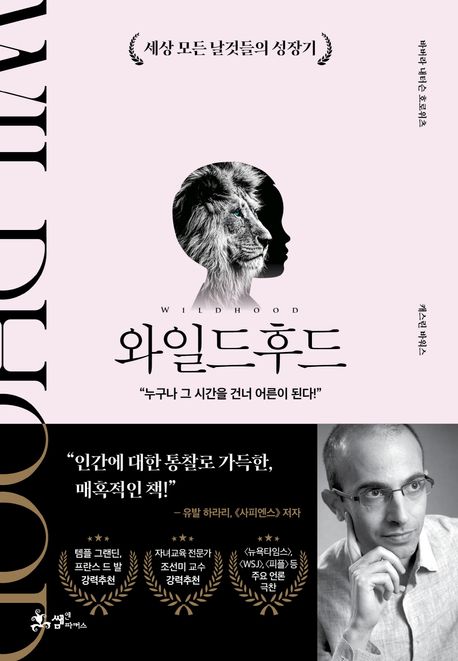 세상 모든 날것들의 성장기
바버라 내터슨 호로위츠
캐스린 바워스
WILDHOOD
WILDHOOD
와일드후드
“누구나 그 시간을 건너 어른이 된다!”
“인간에 대한 통찰로 가득한,
매혹적인 책!”
– 유발 하라리, 《사피엔스》 저자
템플 그랜딘,
프란스 드 발
강력추천
자녀교육 전문가
조선미 교수
강력추천
〈뉴욕타임스〉,
〈WSJ〉, 〈피플〉 등
주요 언론
극찬
쌤앤
파커스